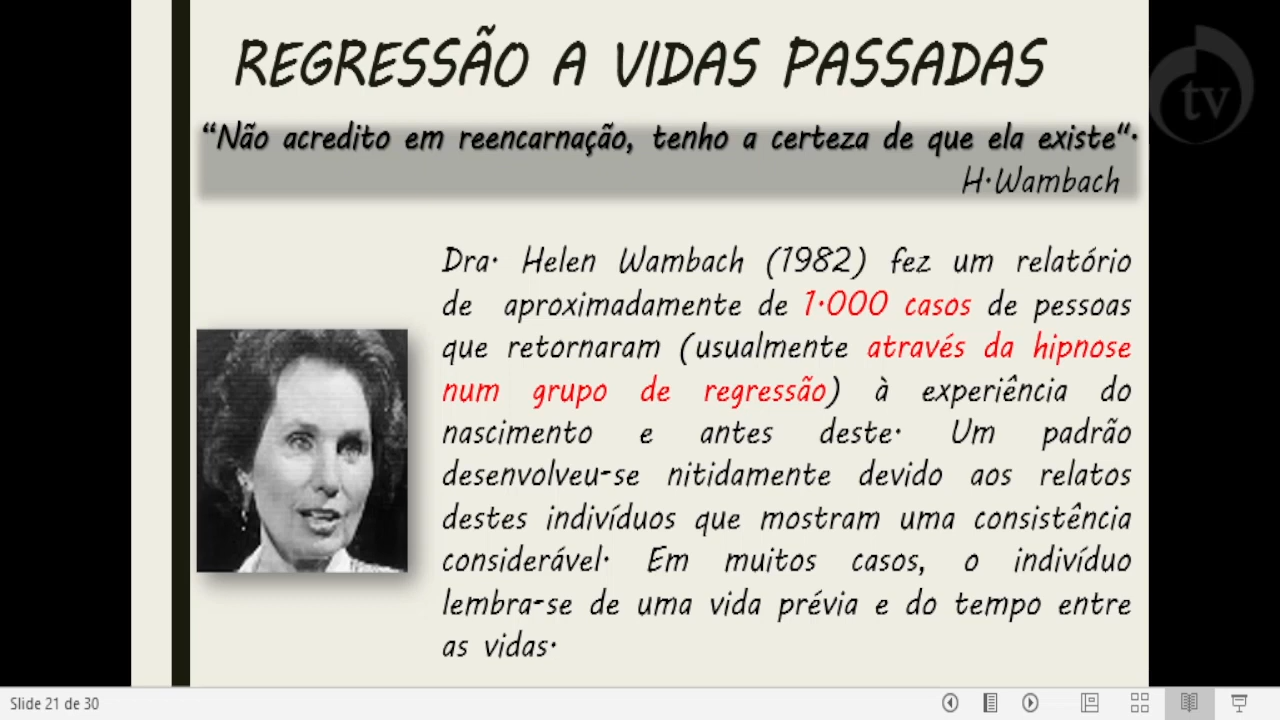 REGRESSÃO A VIDAS PASSADAS
tv
“Não acredito em reencarnação, tenho a certeza de que ela existe“.
H.Wambach
Dra. Helen Wambach (1982) fez um relatório
de aproximadamente de 1.000 casos de pessoas
que retornaram (usualmente através da hipnose
num grupo de regressão) à experiência do
nascimento e antes deste. Um padrão
desenvolveu-se nitidamente devido aos relatos
destes indivíduos que mostram uma consistência
considerável. Em muitos casos, o indivíduo
lembra-se de uma vida prévia e do tempo entre
as vidas.
Slide 21 de 30